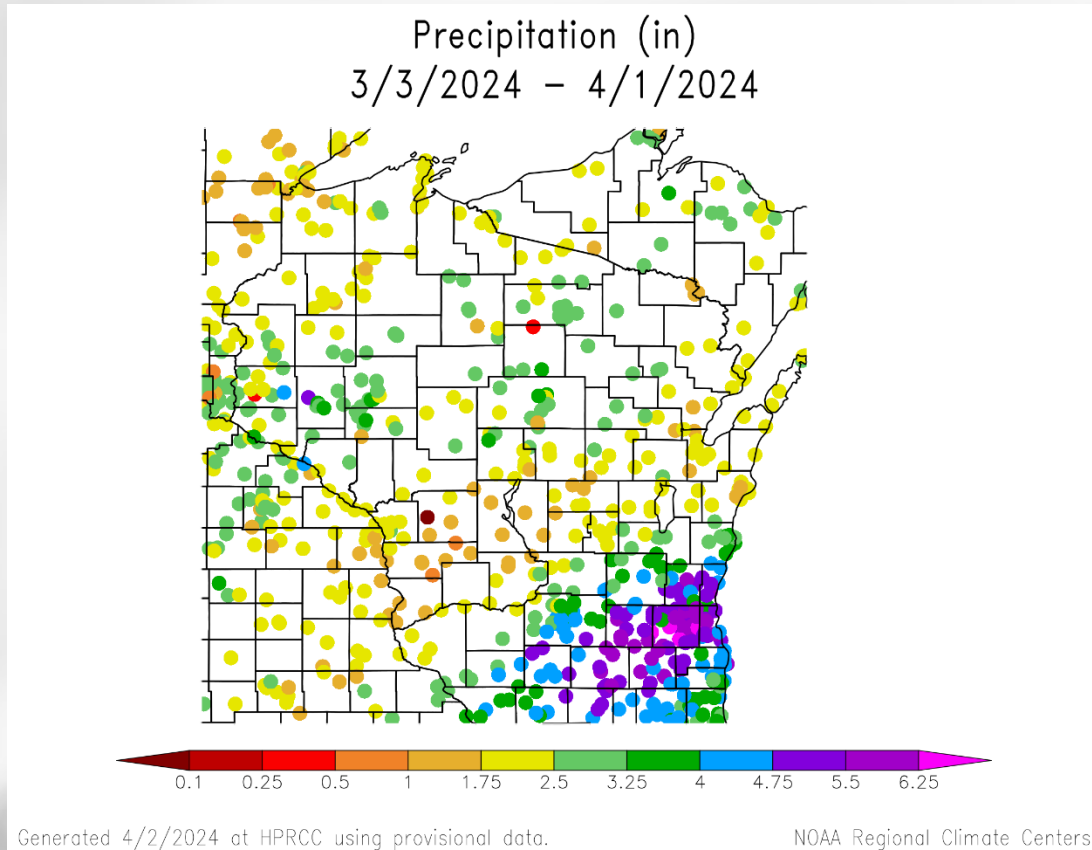 Precipitation (in)
3/3/2024 – 4/1/2024
0.1 0.25 0.5 1 1.75 2.5 3.25 4 4.75 5.5 6.25
Generated 4/2/2024 at HPRCC using provisional data. NOAA Regional Climate Centers